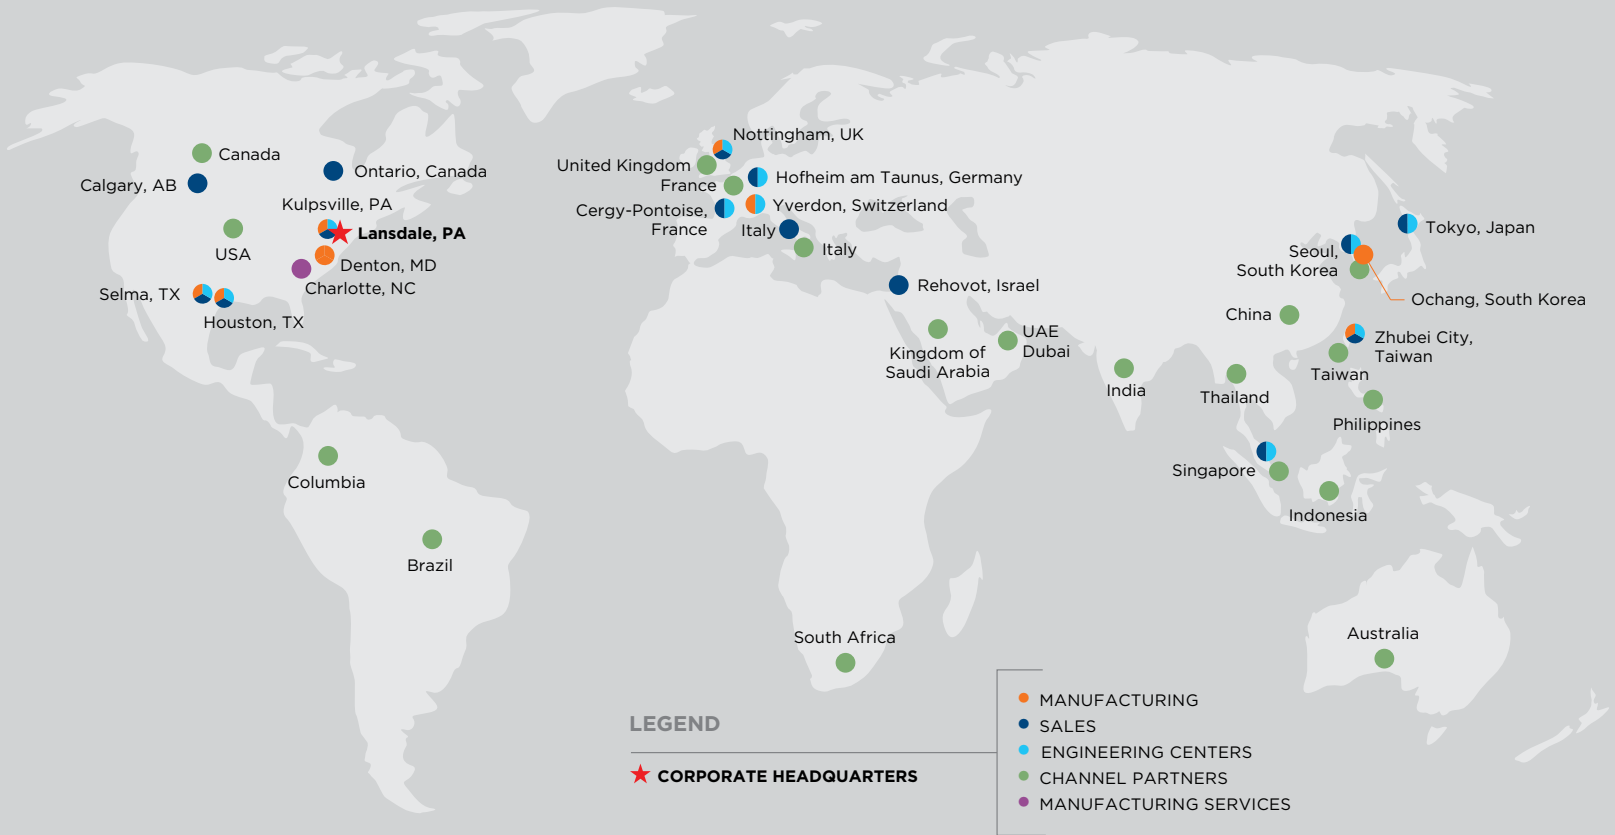 Canada
Calgary, AB
Ontario, Canada
Kulpsville, PA
USA
Lansdale, PA
Denton, MD
Charlotte, NC
Selma, TX
Houston, TX
Columbia
Brazil
Nottingham, UK
United Kingdom
France
Hofheim am Taunus, Germany
Cergy-Pontoise,
France
Yverdon, Switzerland
Italy
Italy
Rehovot, Israel
Kingdom of
Saudi Arabia
UAE
Dubai
South Africa
India
Thailand
China
Seoul,
South Korea
Tokyo, Japan
Ochang, South Korea
Zhubei City,
Taiwan
Taiwan
Philippines
Singapore
Indonesia
Australia
LEGEND
CORPORATE HEADQUARTERS
MANUFACTURING
SALES
ENGINEERING CENTERS
CHANNEL PARTNERS
MANUFACTURING SERVICES